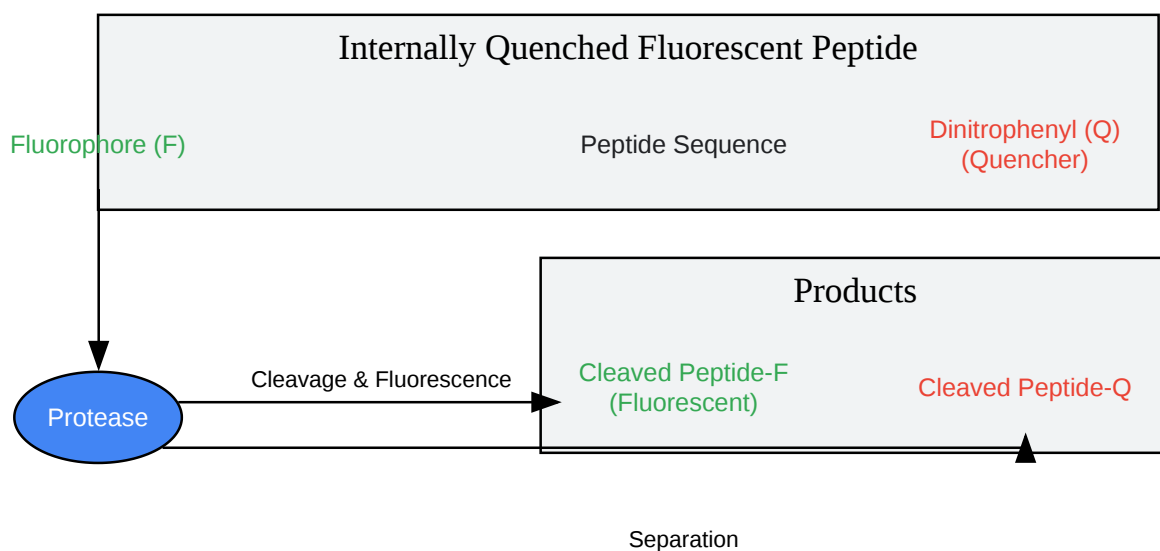 Internally Quenched Fluorescent Peptide
Fluorophore (F)
Peptide Sequence
Dinitrophenyl (Q)
(Quencher)
Products
Cleavage & Fluorescence
Cleaved Peptide-F
(Fluorescent)
Cleaved Peptide-Q
Protease
Separation